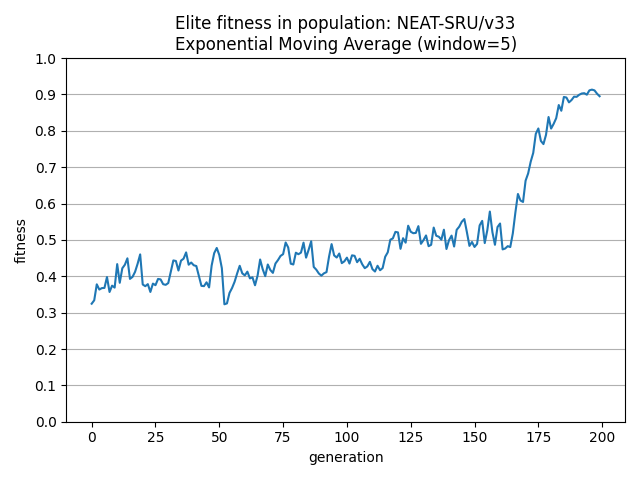 Elite fitness in population: NEAT-SRU/v33
Exponential Moving Average (window=5)
1.0
0.9
0.8
0.7
0.6
0.5
0.4
0.3
0.2
0.1
0.0
fitness
0 25 50 75 100 125 150 175 200
generation